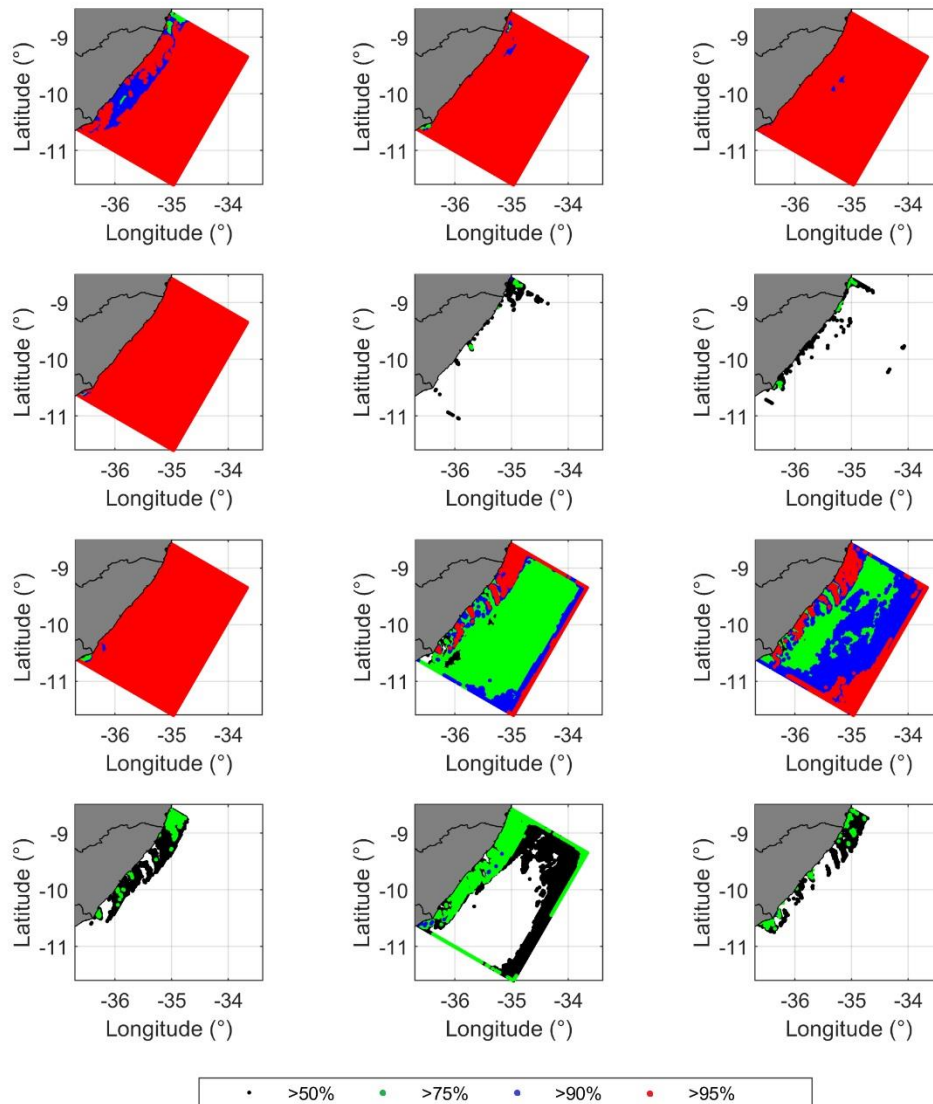 -9 -9 -9
-10 -10 -10
-11 -11 -11
Latitude (°) Latitude (°) Latitude (°)
-36 -35 -34 -36 -35 -34 -36 -35 -34
Longitude (°) Longitude (°) Longitude (°)
-9 -9 -9
-10 -10 -10
-11 -11 -11
Latitude (°) Latitude (°) Latitude (°)
-36 -35 -34 -36 -35 -34 -36 -35 -34
Longitude (°) Longitude (°) Longitude (°)
-9 -9 -9
-10 -10 -10
-11 -11 -11
Latitude (°) Latitude (°) Latitude (°)
-36 -35 -34 -36 -35 -34 -36 -35 -34
Longitude (°) Longitude (°) Longitude (°)
-9 -9 -9
-10 -10 -10
-11 -11 -11
Latitude (°) Latitude (°) Latitude (°)
-36 -35 -34 -36 -35 -34 -36 -35 -34
Longitude (°) Longitude (°) Longitude (°)
>50% >75% >90% >95%